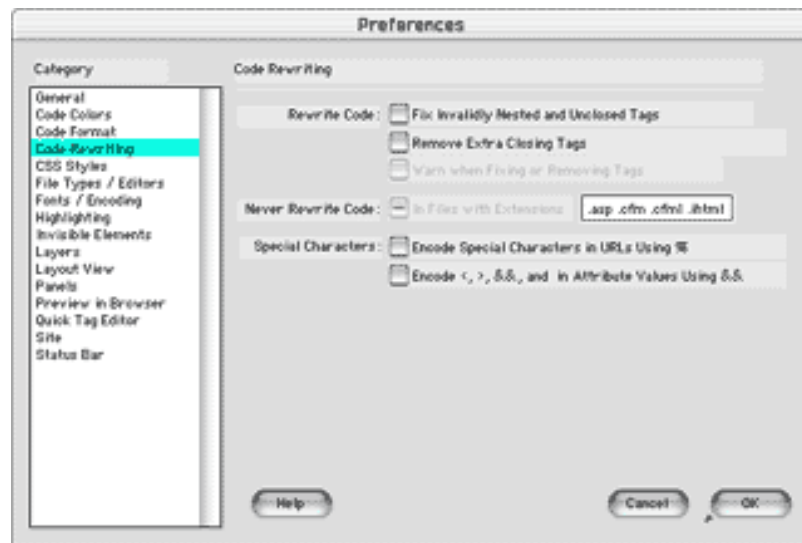 Preferences
Category
Code Rewriting
General
Code Colors
Code Format
Code Rewriting
CSS Styles
File Types / Editors
Fonts / Encoding
Highlighting
Invisible Elements
Layers
Layout View
Panels
Preview in Browser
Quick Tag Editor
Site
Status Bar
Rewrite Code: Fix Invalidly Nested and Unclosed Tags
Remove Extra Closing Tags
Warn when Fixing or Removing Tags
Never Rewrite Code: In Files with Extensions .asp .cfm .cfml .ihtml
Special Characters: Encode Special Characters in URLs Using %
Encode <, >, &&, and in Attribute Values Using &&
Help
Cancel
OK